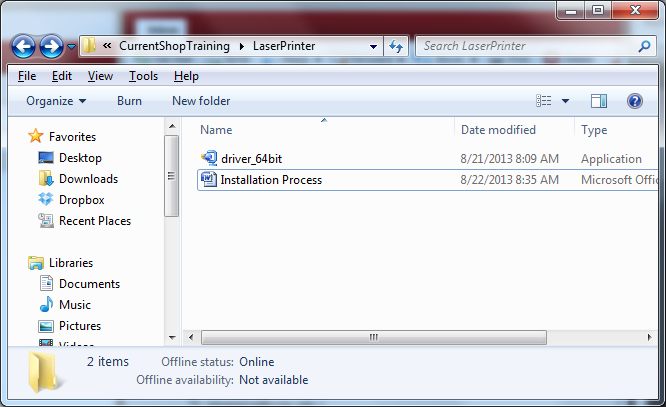 « CurrentShopTraining ▸ LaserPrinter
Search LaserPrinter
File Edit View Tools Help
Organize Burn New folder
Favorites
Desktop
Downloads
Dropbox
Recent Places
Libraries
Documents
Music
Pictures
Name Date modified Type
driver_64bit 8/21/2013 8:09 AM Application
Installation Process 8/22/2013 8:35 AM Microsoft Offic
2 items Offline status: Online
Offline availability: Not available